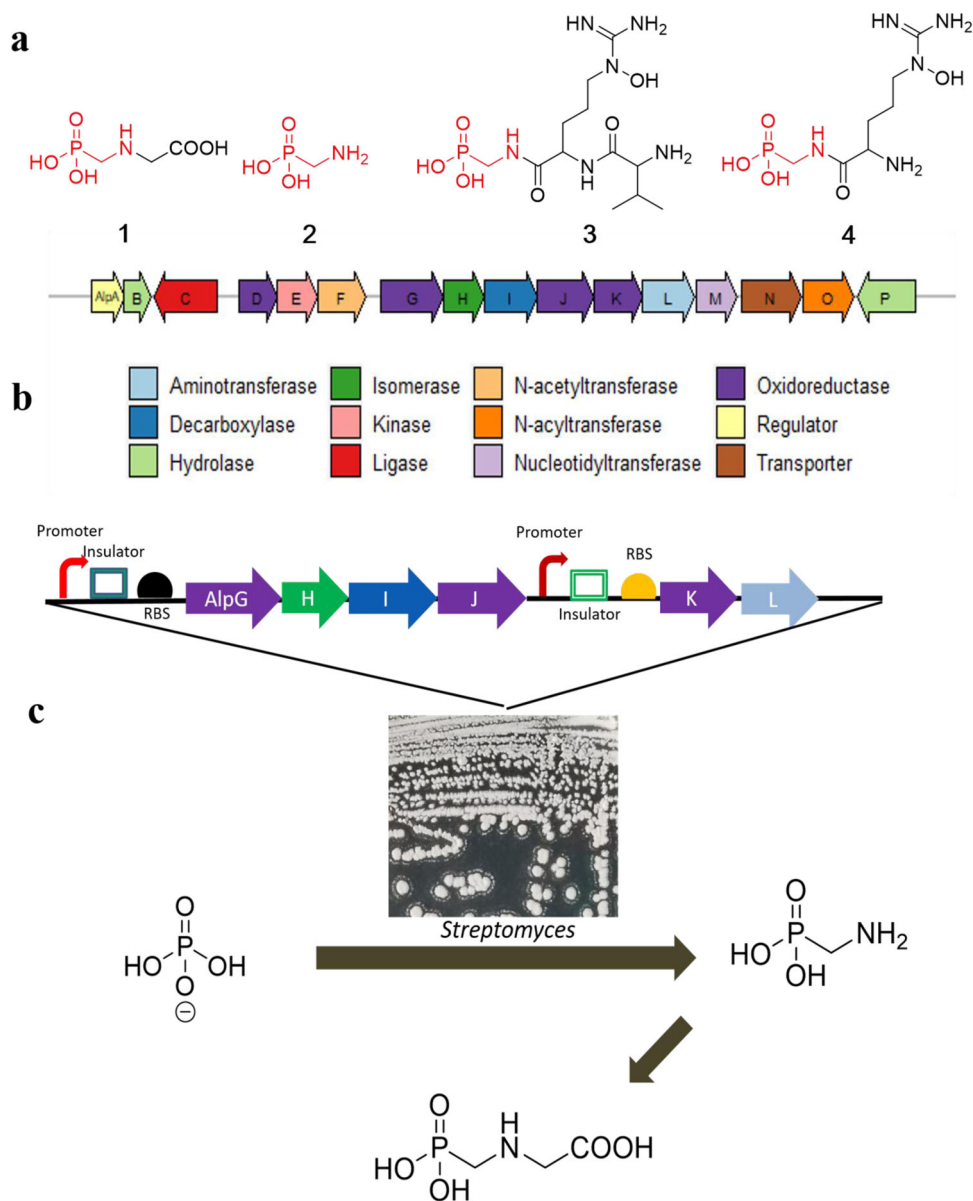 a
HN NH2
N OH
HN NH2
N OH
O H
HO-P N COOH
OH
O
HO-P NH2
OH
O H O NH2
HO-P N N
OH O H
O H
HO-P N NH2
OH O
1 2 3 4
AlpA B C D E F G H I J K L M N O P
Aminotransferase Isomerase N-acetyltransferase Oxidoreductase
b
Decarboxylase Kinase N-acyltransferase Regulator
Hydrolase Ligase Nucleotidyltransferase Transporter
Promoter Promoter
Insulator RBS
AlpG H I J K L
RBS Insulator
c
Streptomyces
O
HO P OH
O
⊖
O
HO P NH2
OH
O H
HO P N COOH
OH